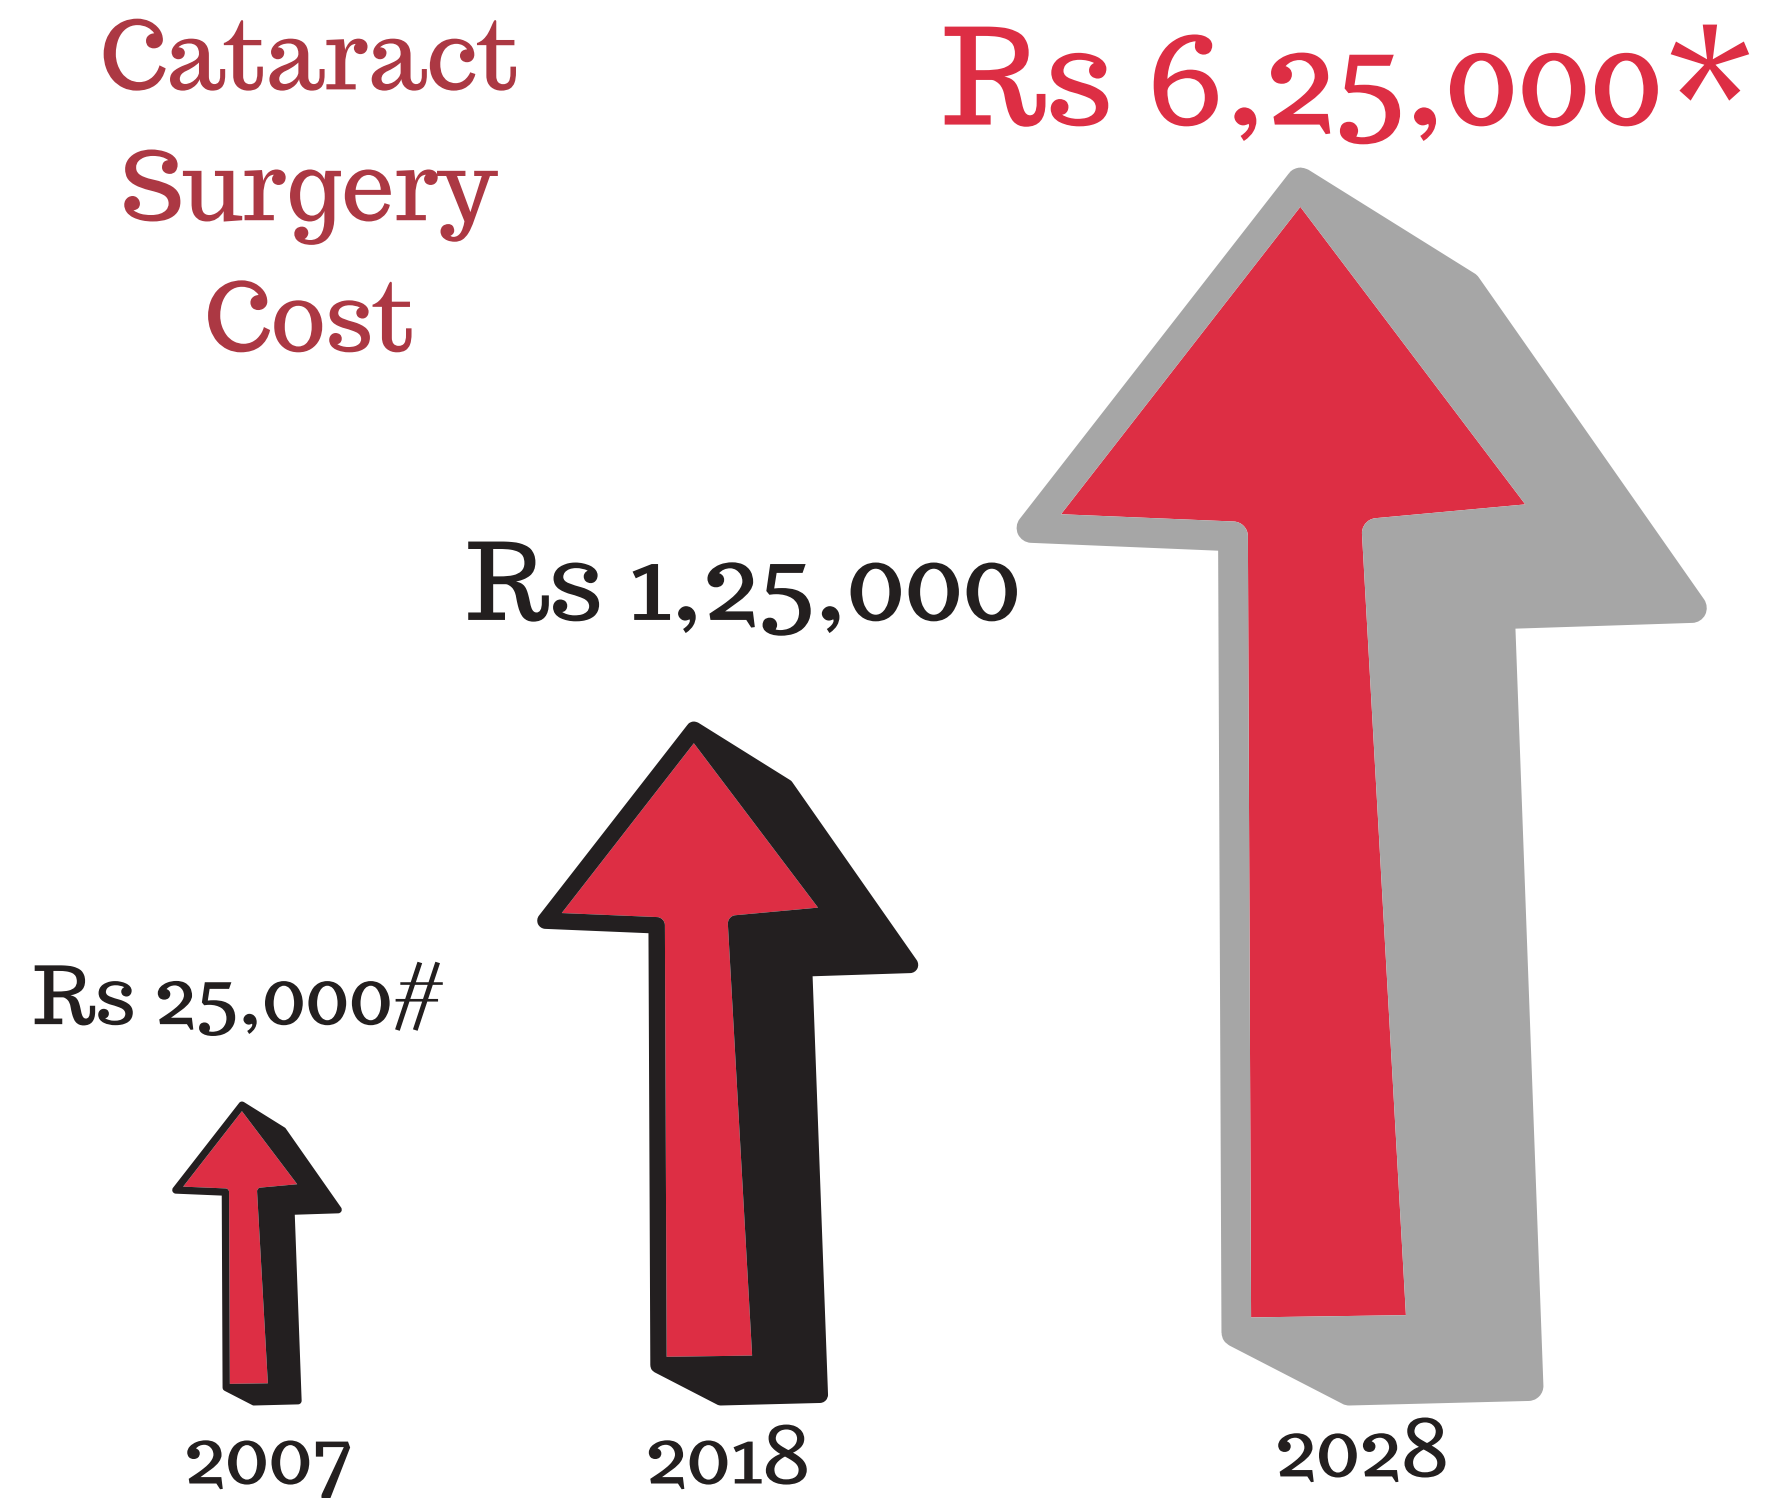 Cataract
Surgery
Cost
Rs 6,25,000*
Rs 1,25,000
Rs 25,000#
2007
2018
2028